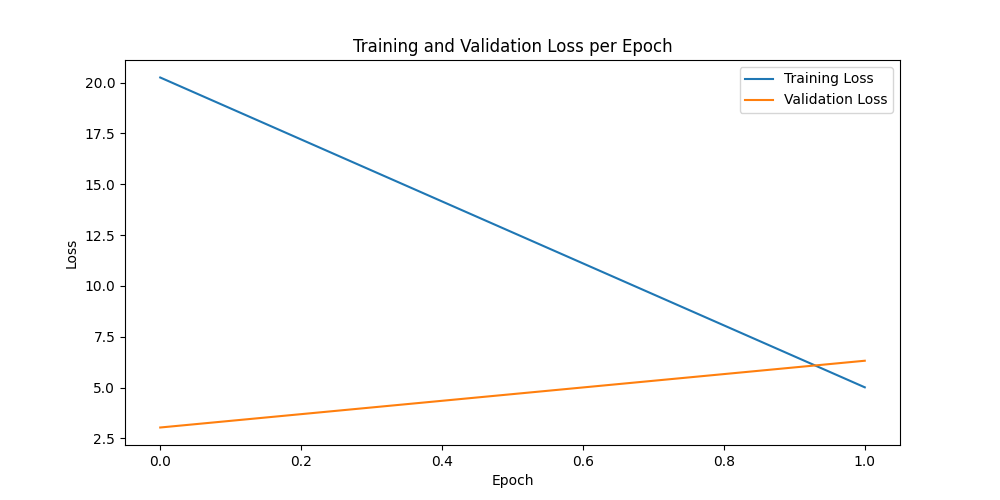 Training and Validation Loss per Epoch
Training Loss
Validation Loss
20.0
17.5
15.0
12.5
10.0
7.5
5.0
2.5
Loss
0.0 0.2 0.4 0.6 0.8 1.0
Epoch